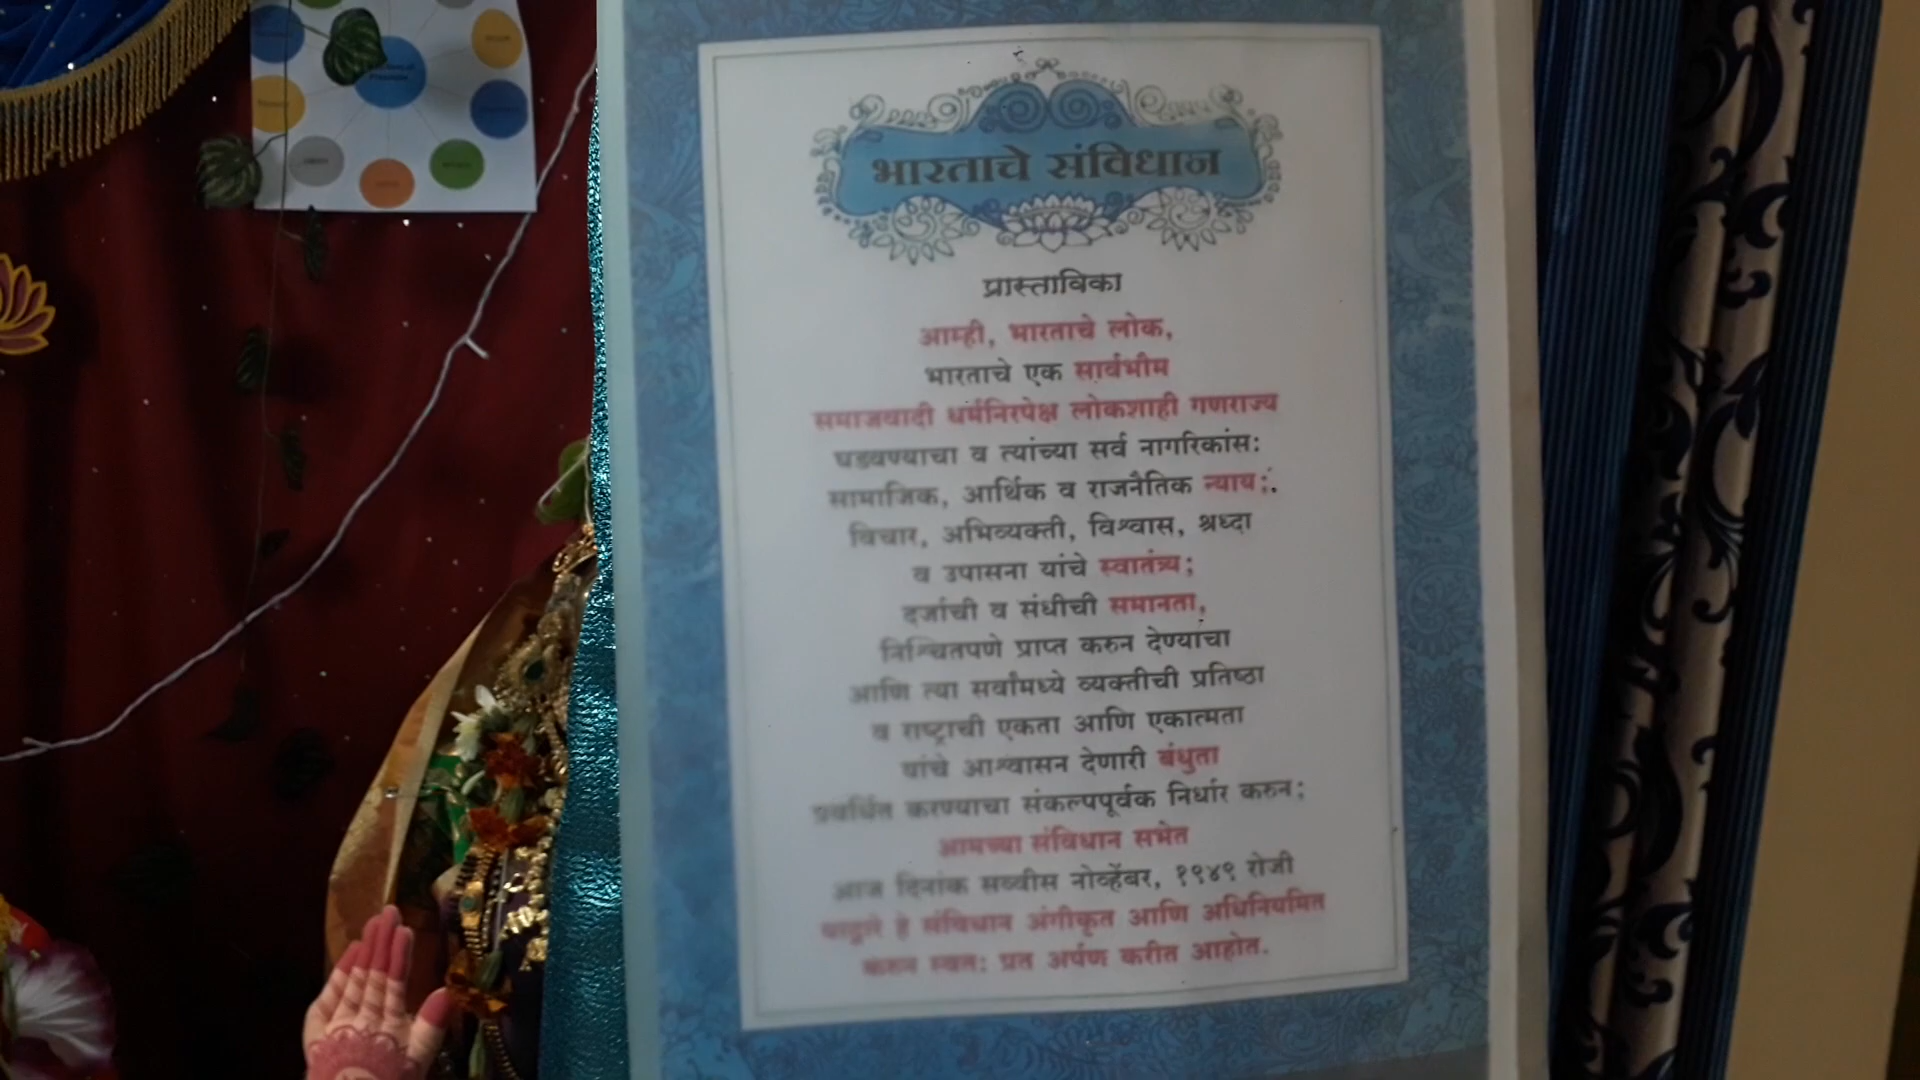 भारताचे संविधान
प्रास्ताविका
आम्ही, भारताचे लोक,
भारताचे एक सार्वभौम
समाजवादी धर्मनिरपेक्ष लोकशाही गणराज्य
घडवण्याचा व त्यांच्या सर्व नागरिकांस:
सामाजिक, आर्थिक व राजनैतिक न्याय;
विचार, अभिव्यक्ती, विश्वास, श्रध्दा
व उपासना यांचे स्वातंत्र्य;
दर्जाची व संधीची समानता,
निश्चितपणे प्राप्त करुन देण्याचा
आणि त्या सर्वांमध्ये व्यक्तीची प्रतिष्ठा
व राष्ट्राची एकता आणि एकात्मता
यांचे आश्वासन देणारी बंधुता
प्रवर्धित करण्याचा संकल्पपूर्वक निर्धार करुन;
आमच्या संविधान सभेत
आज दिनांक सव्वीस नोव्हेंबर, १९४९ रोजी
याद्वारे हे संविधान अंगीकृत आणि अधिनियमित
करुन स्वत: प्रत अर्पण करीत आहोत.